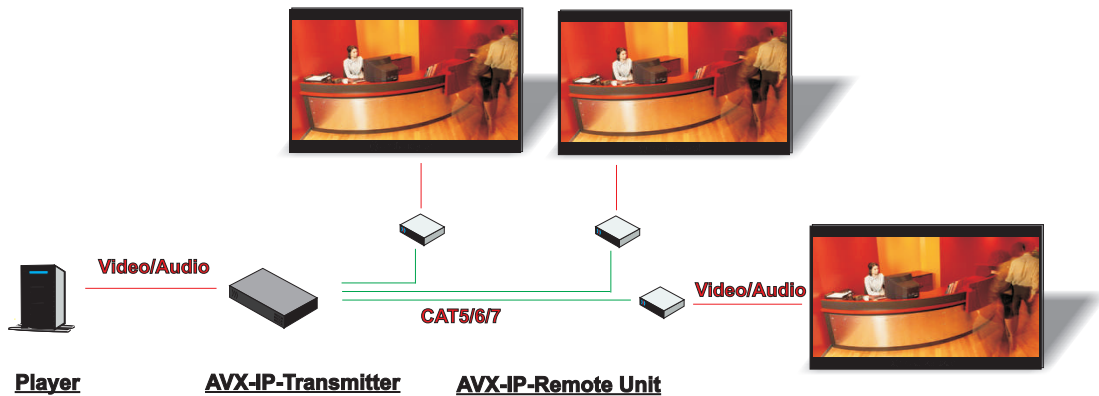 Video/Audio
Video/Audio
CAT5/6/7
Player
AVX-IP-Transmitter
AVX-IP-Remote Unit